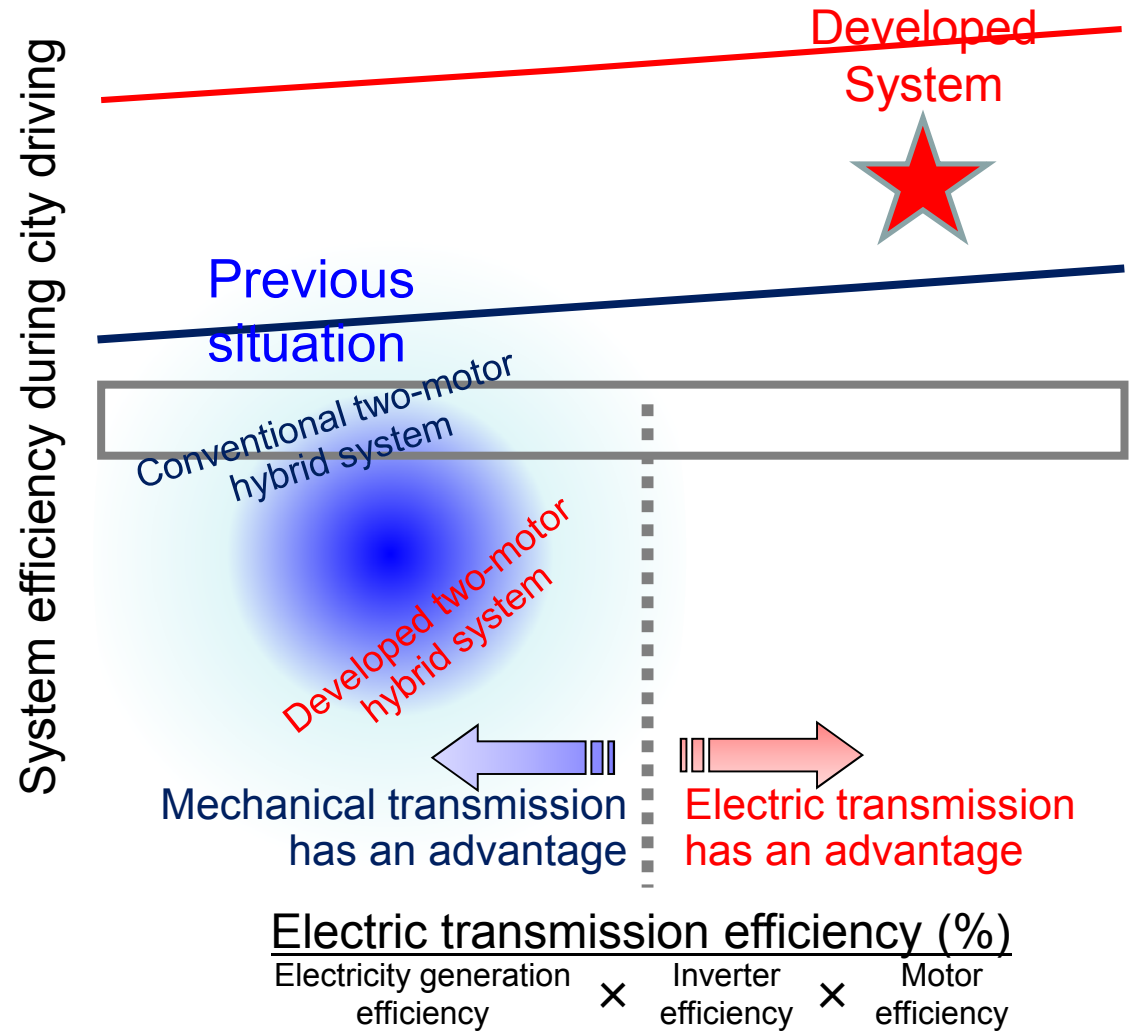 Developed
System
System efficiency during city driving
Previous
situation
Conventional two-motor
hybrid system
Developed two-motor
hybrid system
Mechanical transmission
has an advantage
Electric transmission
has an advantage
Electric transmission efficiency (%)
Electricity generation
efficiency
×
Inverter
efficiency
×
Motor
efficiency